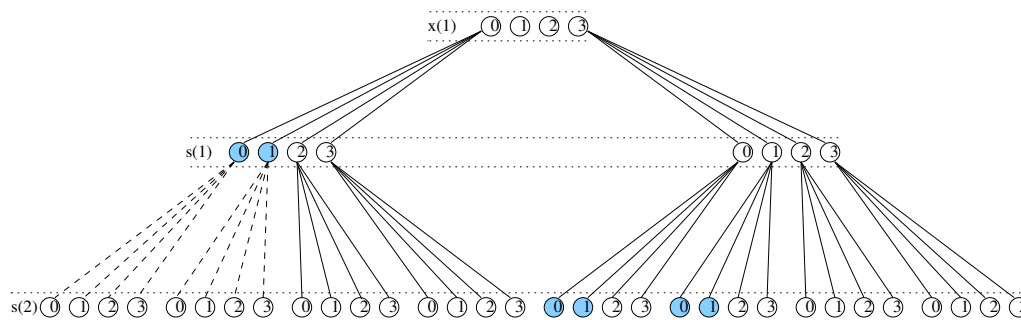 x(1) 0 1 2 3
s(1) 0 1 2 3 0 1 2 3
s(2) 0 1 2 3 0 1 2 3 0 1 2 3 0 1 2 3 0 1 2 3 0 1 2 3 0 1 2 3 0 1 2 3